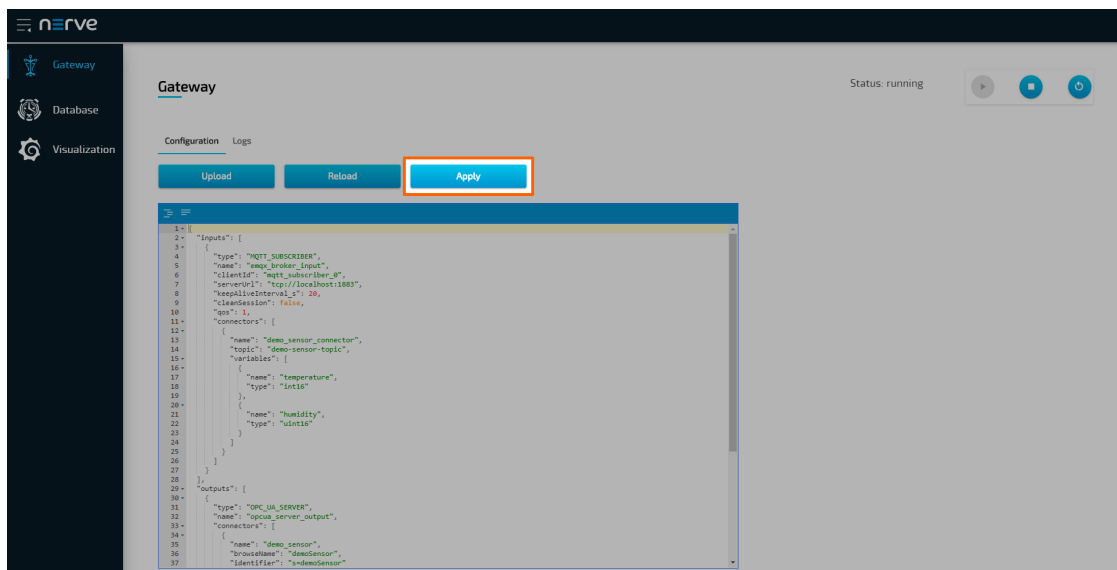 nerve
Gateway
Database
Visualization
Gateway
Status: running
Configuration Logs
Upload Reload Apply
1 {
2 "inputs": [
3 {
4 "type": "MQTT_SUBSCRIBER",
5 "name": "emqx_broker_input",
6 "clientId": "mqtt_subscriber_0",
7 "serverUrl": "tcp://localhost:1883",
8 "keepAliveInterval_s": 20,
9 "cleanSession": false,
10 "qos": 1,
11 "connectors": [
12 {
13 "name": "demo_sensor_connector",
14 "topic": "demo-sensor-topic",
15 "variables": [
16 {
17 "name": "temperature",
18 "type": "int16"
19 },
20 {
21 "name": "humidity",
22 "type": "uint16"
23 }
24 ]
25 }
26 ]
27 }
28 ],
29 "outputs": [
30 {
31 "type": "OPC_UA_SERVER",
32 "name": "opcua_server_output",
33 "connectors": [
34 {
35 "name": "demo_sensor",
36 "browseName": "demoSensor",
37 "identifier": "s=demoSensor"